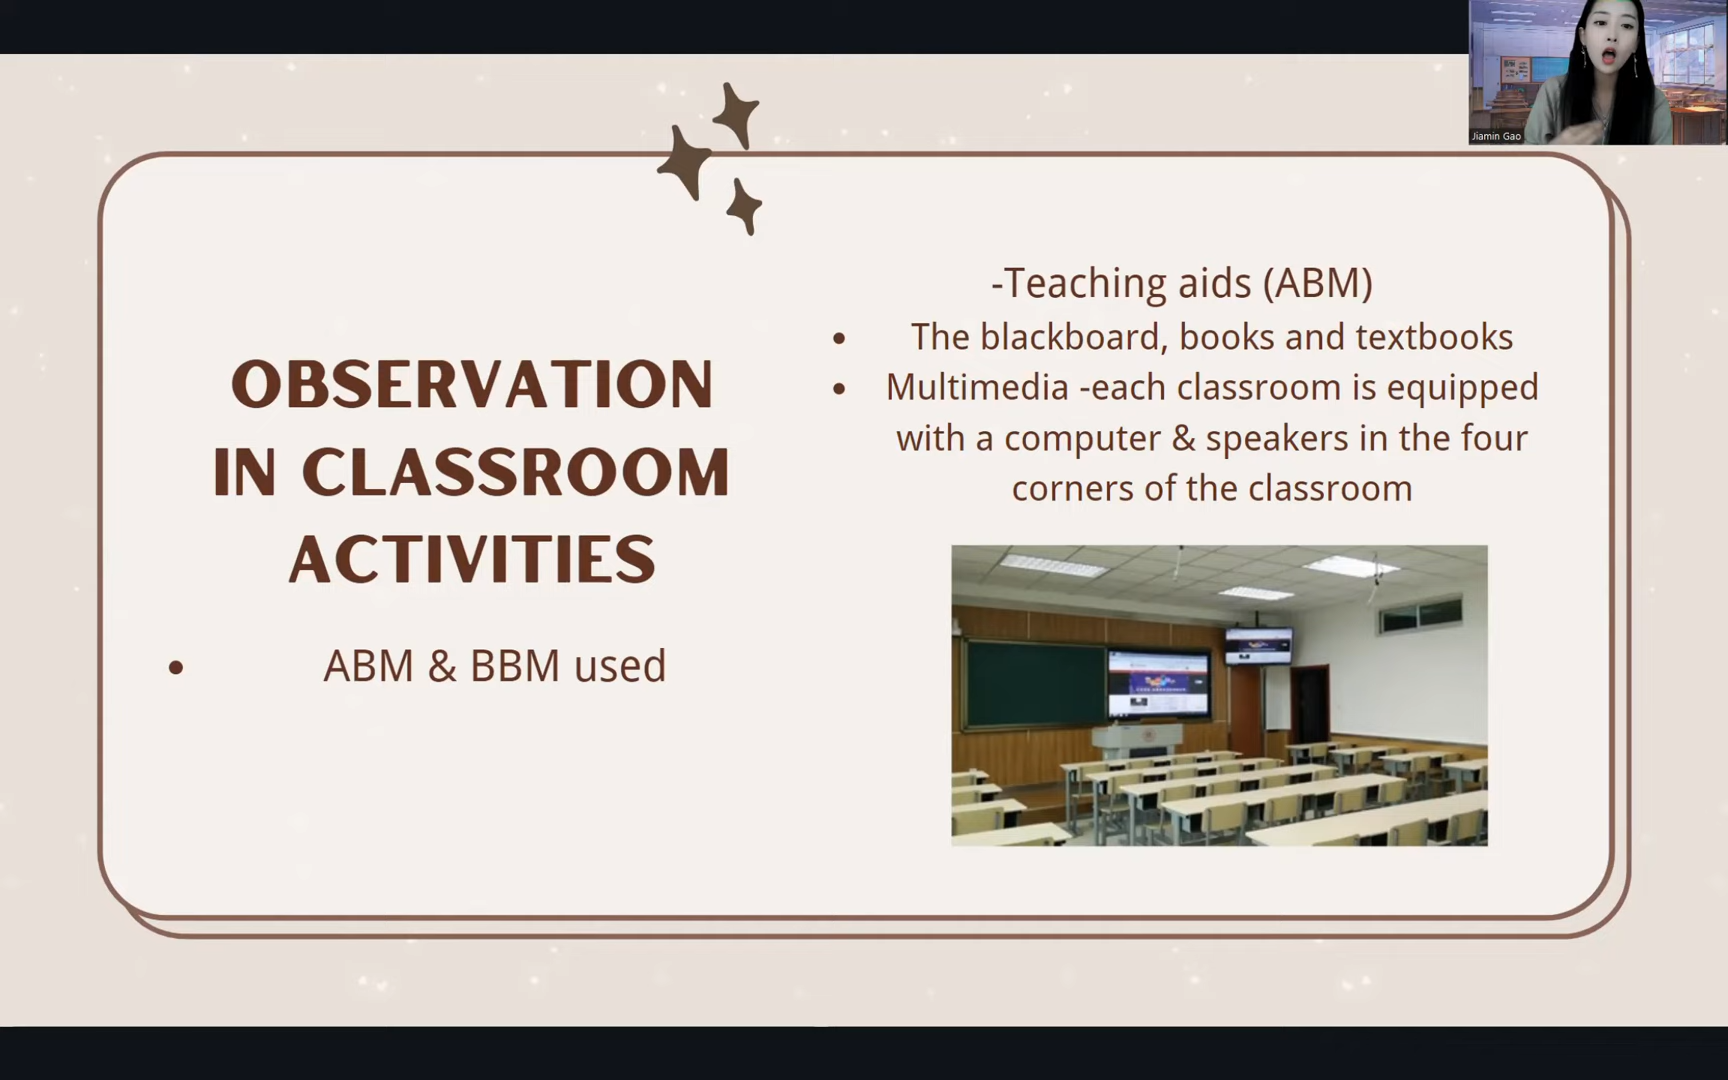 Jiamin Gao
OBSERVATION
IN CLASSROOM
ACTIVITIES
• ABM & BBM used
-Teaching aids (ABM)
• The blackboard, books and textbooks
• Multimedia -each classroom is equipped
with a computer & speakers in the four
corners of the classroom